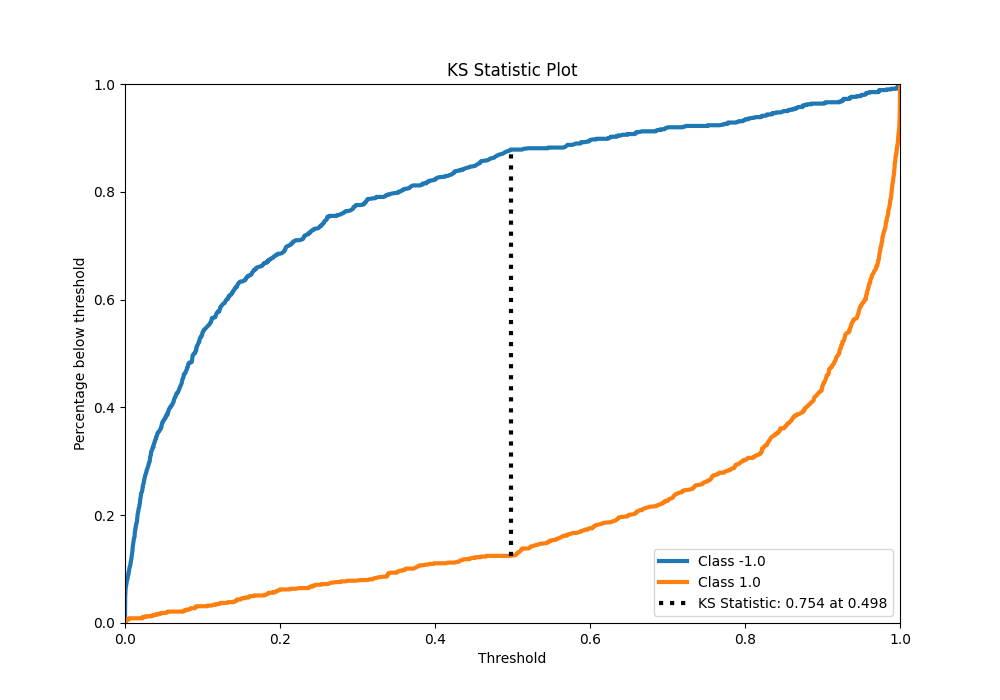 KS Statistic Plot
1.0
0.8
0.6
0.4
0.2
0.0
Percentage below threshold
0.0 0.2 0.4 0.6 0.8 1.0
Threshold
Class -1.0
Class 1.0
KS Statistic: 0.754 at 0.498